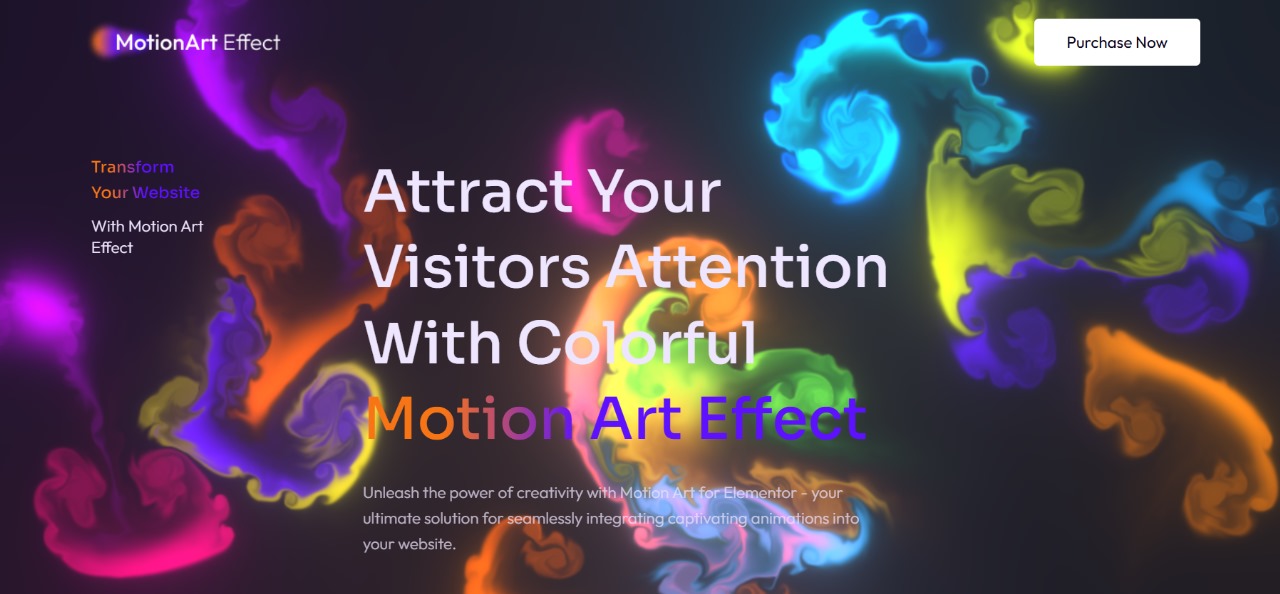 MotionArt Effect
Purchase Now
Transform
Your Website
With Motion Art
Effect
Attract Your
Visitors Attention
With Colorful
Motion Art Effect
Unleash the power of creativity with Motion Art for Elementor - your
ultimate solution for seamlessly integrating captivating animations into
your website.